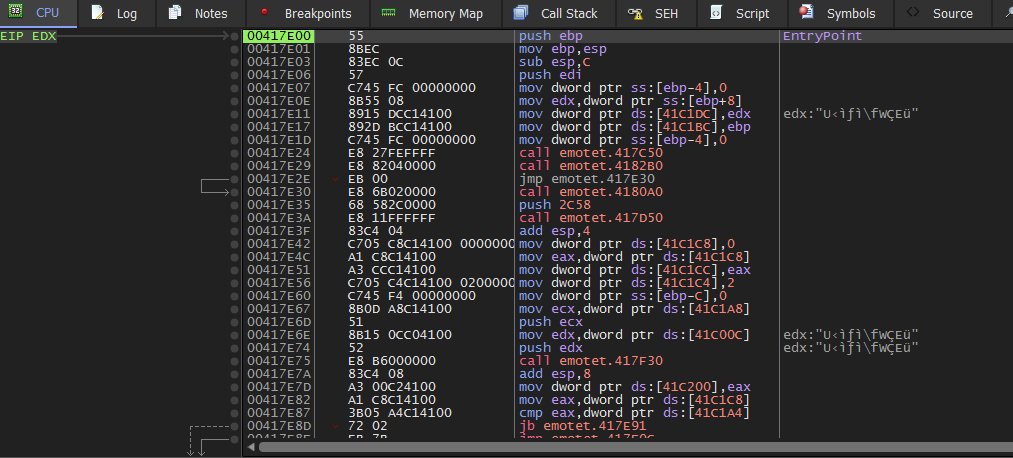 CPU Log Notes Breakpoints Memory Map Call Stack SEH Script Symbols Source
EIP EDX 00417E00 55 push ebp EntryPoint
00417E01 8BEC mov ebp,esp
00417E03 83EC 0C sub esp,C
00417E06 57 push edi
00417E07 C745 FC 00000000 mov dword ptr ss:[ebp-4],0
00417E0E 8B55 08 mov edx,dword ptr ss:[ebp+8]
00417E11 8915 DCC14100 mov dword ptr ds:[41C1DC],edx edx:"U‹ìƒì\fWÇEü"
00417E17 892D BCC14100 mov dword ptr ds:[41C1BC],ebp
00417E1D C745 FC 00000000 mov dword ptr ss:[ebp-4],0
00417E24 E8 27FEFFFF call emotet.417C50
00417E29 E8 82040000 call emotet.4182B0
00417E2E EB 00 jmp emotet.417E30
00417E30 E8 6B020000 call emotet.4180A0
00417E35 68 582C0000 push 2C58
00417E3A E8 11FFFFFF call emotet.417D50
00417E3F 83C4 04 add esp,4
00417E42 C705 C8C14100 0000000 mov dword ptr ds:[41C1C8],0
00417E4C A1 C8C14100 mov eax,dword ptr ds:[41C1C8]
00417E51 A3 CCC14100 mov dword ptr ds:[41C1CC],eax
00417E56 C705 C4C14100 0200000 mov dword ptr ds:[41C1C4],2
00417E60 C745 F4 00000000 mov dword ptr ss:[ebp-C],0
00417E67 8B0D A8C14100 mov ecx,dword ptr ds:[41C1A8]
00417E6D 51 push ecx
00417E6E 8B15 0CC04100 mov edx,dword ptr ds:[41C00C] edx:"U‹ìƒì\fWÇEü"
00417E74 52 push edx edx:"U‹ìƒì\fWÇEü"
00417E75 E8 B6000000 call emotet.417F30
00417E7A 83C4 08 add esp,8
00417E7D A3 00C24100 mov dword ptr ds:[41C200],eax
00417E82 A1 C8C14100 mov eax,dword ptr ds:[41C1C8]
00417E87 3B05 A4C14100 cmp eax,dword ptr ds:[41C1A4]
00417E8D 72 02 jb emotet.417E91